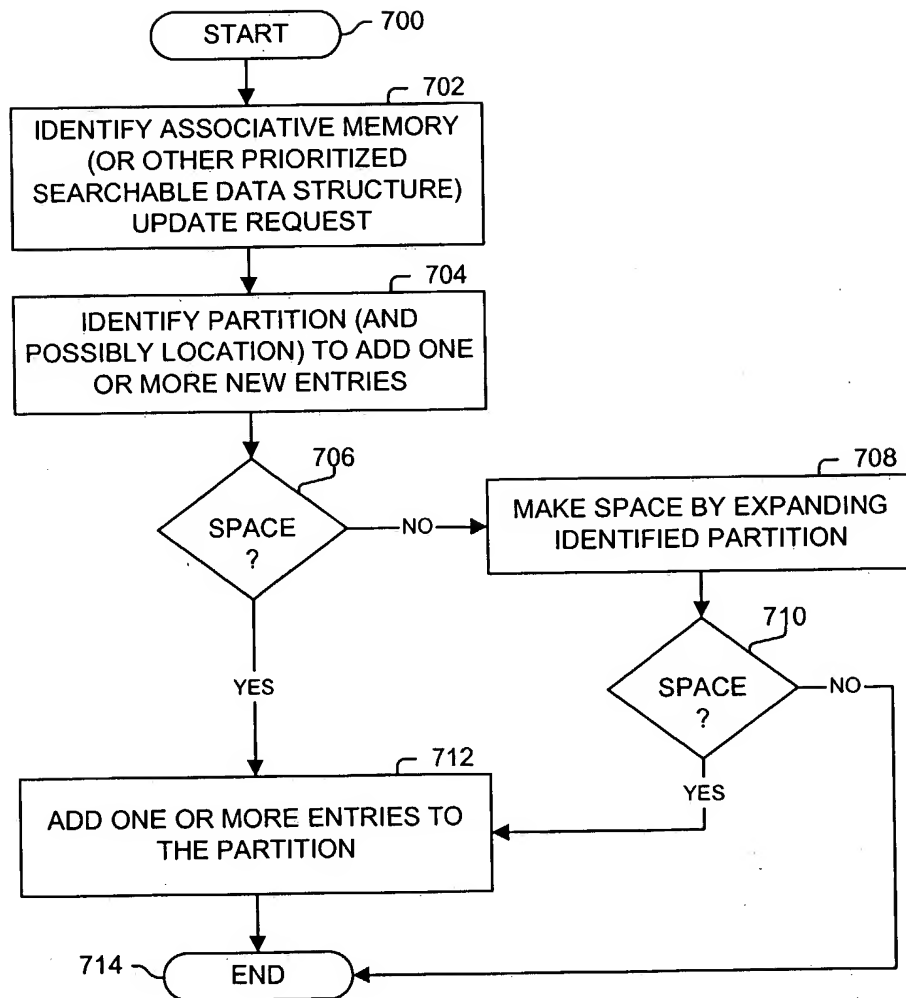 START
700
702
IDENTIFY ASSOCIATIVE MEMORY
(OR OTHER PRIORITIZED
SEARCHABLE DATA STRUCTURE)
UPDATE REQUEST
704
IDENTIFY PARTITION (AND
POSSIBLY LOCATION) TO ADD ONE
OR MORE NEW ENTRIES
706
SPACE
?
NO
YES
708
MAKE SPACE BY EXPANDING
IDENTIFIED PARTITION
710
SPACE
?
NO
YES
712
ADD ONE OR MORE ENTRIES TO
THE PARTITION
714
END